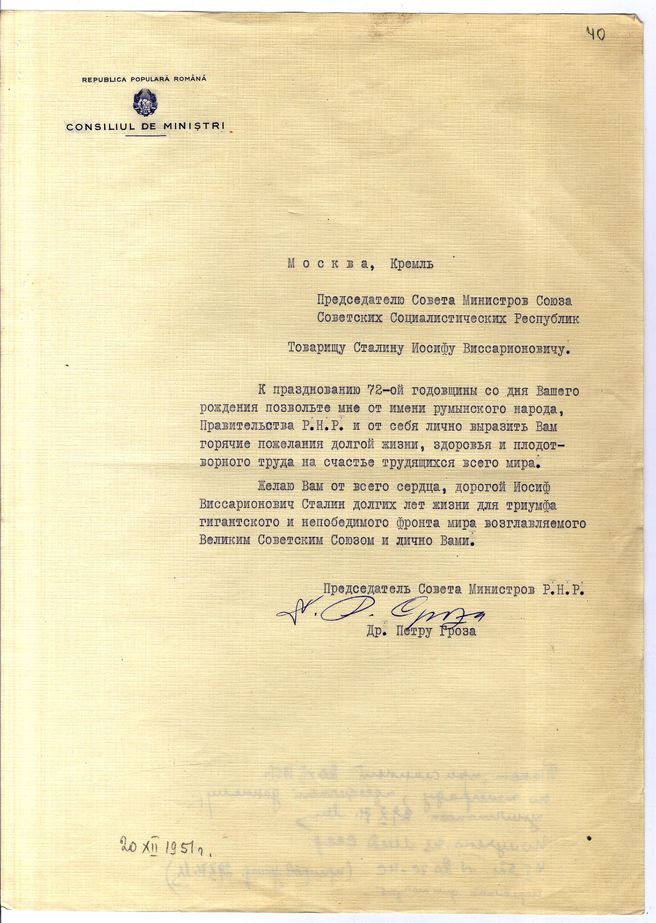 40
REPUBLICA POPULARĂ ROMÂNĂ
CONSILIUL DE MINIȘTRI
Москва, Кремль
Председателю Совета Министров Союза
Советских Социалистических Республик
Товарищу Сталину Иосифу Виссарионовичу.
К празднованию 72-ой годовщины со дня Вашего
рождения позвольте мне от имени румынского народа,
Правительства Р.Н.Р. и от себя лично выразить Вам
горячие пожелания долгой жизни, здоровья и плодот-
ворного труда на счастье трудящихся всего мира.
Желаю Вам от всего сердца, дорогой Иосиф
Виссарионович Сталин долгих лет жизни для триумфа
гигантского и непобедимого фронта мира возглавляемого
Великим Советским Союзом и лично Вами.
Председатель Совета Министров Р.Н.Р.
Др. Петру Гроза
20 XII 1951 г.